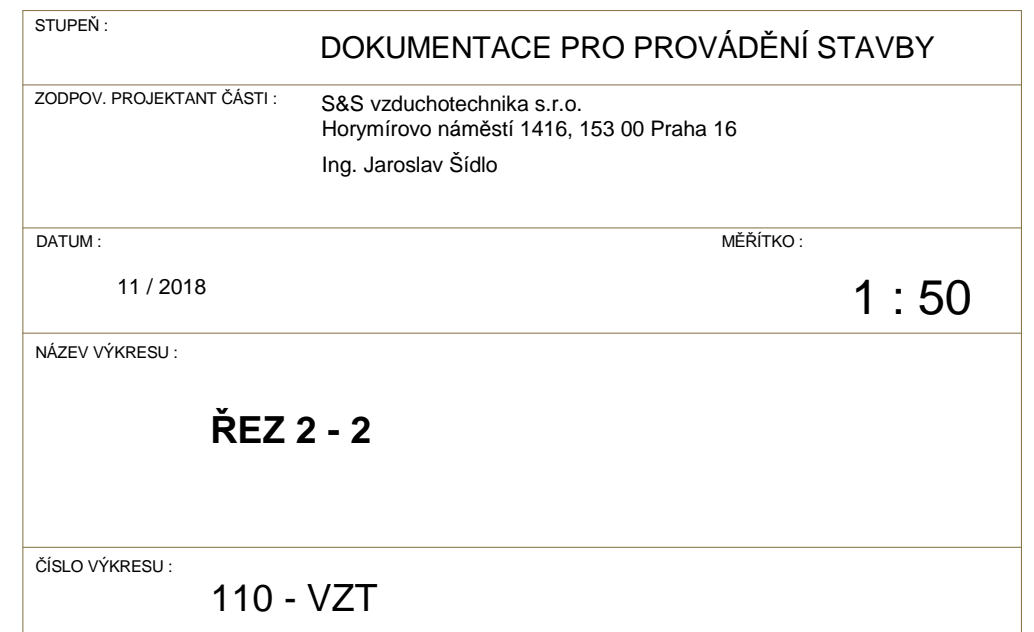 STUPEŇ :
DOKUMENTACE PRO PROVÁDĚNÍ STAVBY
ZODPOV. PROJEKTANT ČÁSTI :
S&S vzduchotechnika s.r.o.
Horymírovo náměstí 1416, 153 00 Praha 16
Ing. Jaroslav Šídlo
DATUM :
11 / 2018
MĚŘÍTKO :
1 : 50
NÁZEV VÝKRESU :
ŘEZ 2 - 2
ČÍSLO VÝKRESU :
110 - VZT